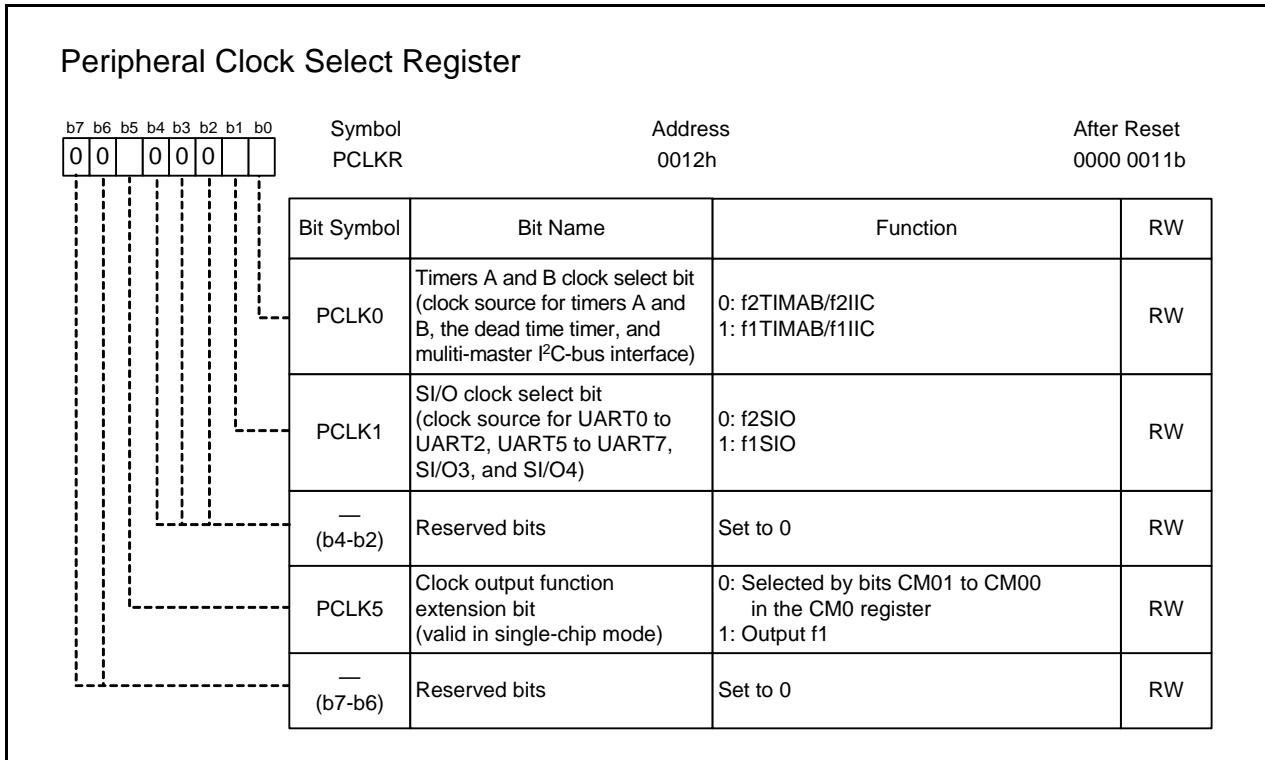 Peripheral Clock Select Register
b7 b6 b5 b4 b3 b2 b1 b0
Symbol Address After Reset
0 0 0 0 0
PCLKR 0012h 0000 0011b
Bit Symbol Bit Name Function RW
PCLK0
Timers A and B clock select bit
(clock source for timers A and
B, the dead time timer, and
muliti-master I²C-bus interface)
0: f2TIMAB/f2IIC
1: f1TIMAB/f1IIC
RW
PCLK1
SI/O clock select bit
(clock source for UART0 to
UART2, UART5 to UART7,
SI/O3, and SI/O4)
0: f2SIO
1: f1SIO
RW
—
(b4-b2)
Reserved bits
Set to 0
RW
PCLK5
Clock output function
extension bit
(valid in single-chip mode)
0: Selected by bits CM01 to CM00
in the CM0 register
1: Output f1
RW
—
(b7-b6)
Reserved bits
Set to 0
RW